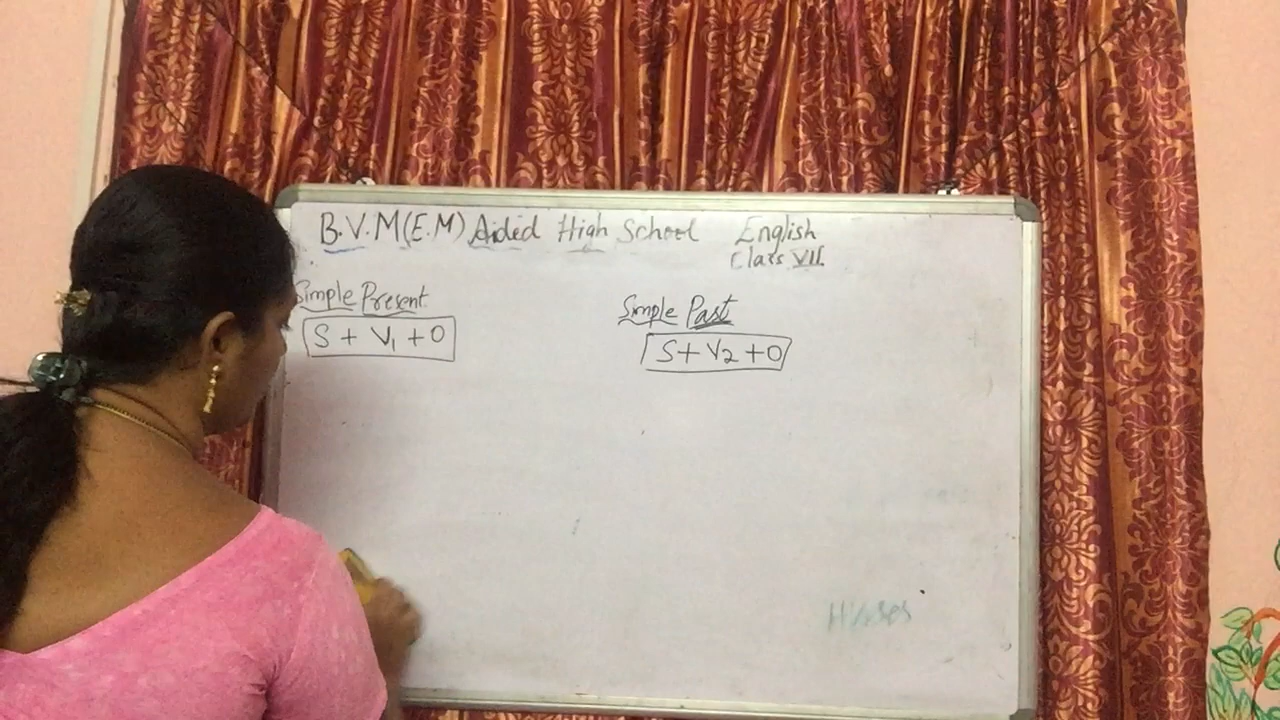 B.V.M(E.M) Aided High School English
Class VII.
Simple Present
S + V₁ + O
Simple Past
S + V₂ + O